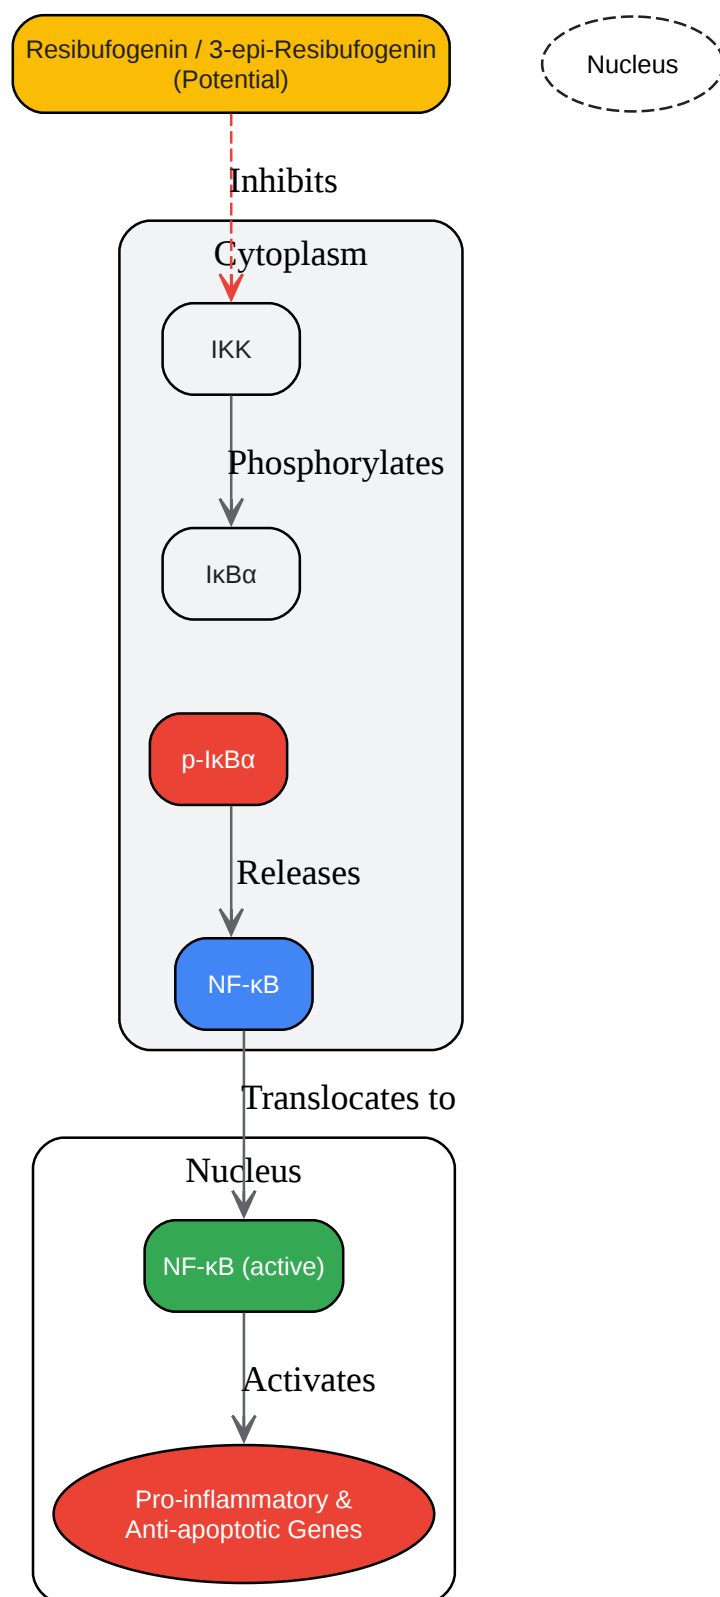 Resibufogenin / 3-epi-Resibufogenin
(Potential)
Nucleus
Inhibits
Cytoplasm
IKK
Phosphorylates
IκBα
p-IκBα
Releases
NF-κB
Translocates to
Nucleus
NF-κB (active)
Activates
Pro-inflammatory &
Anti-apoptotic Genes